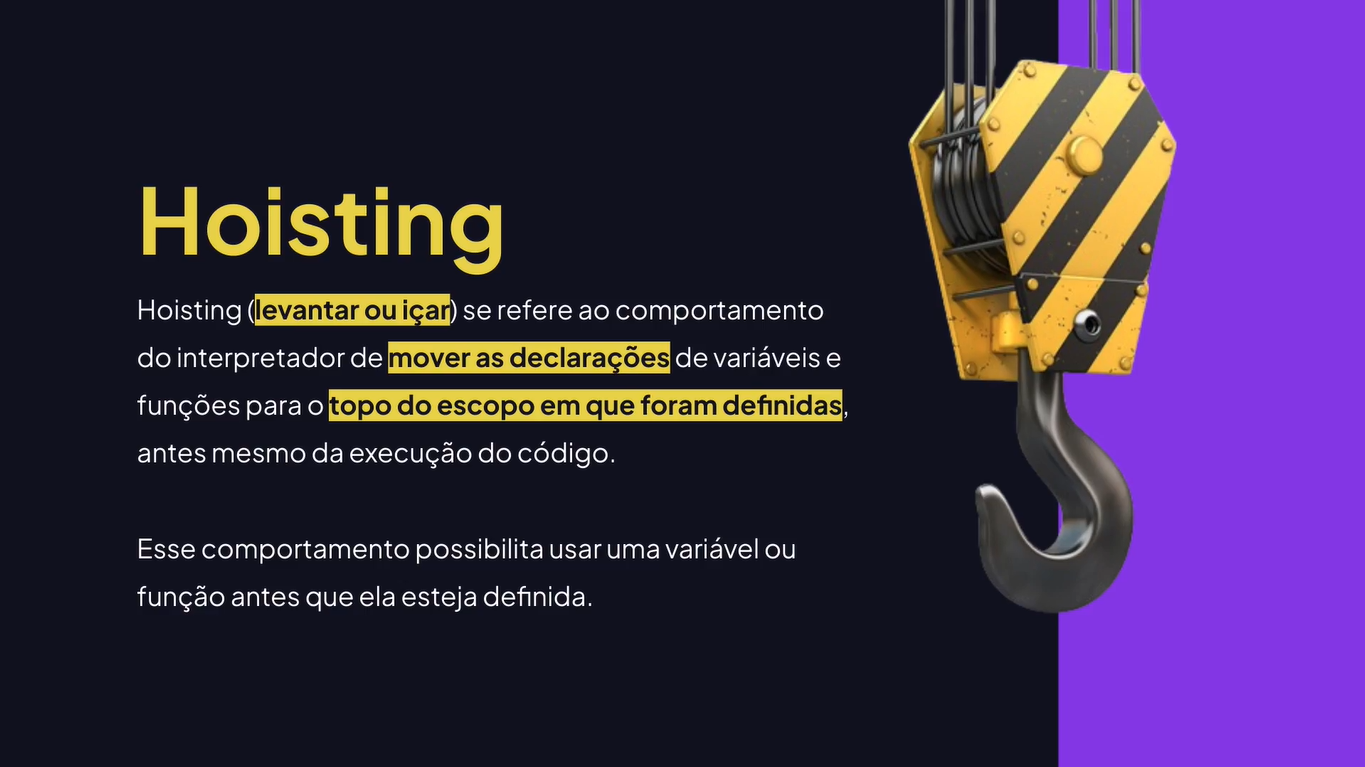 Hoisting
Hoisting (levantar ou içar) se refere ao comportamento
do interpretador de mover as declarações de variáveis e
funções para o topo do escopo em que foram definidas,
antes mesmo da execução do código.
Esse comportamento possibilita usar uma variável ou
função antes que ela esteja definida.